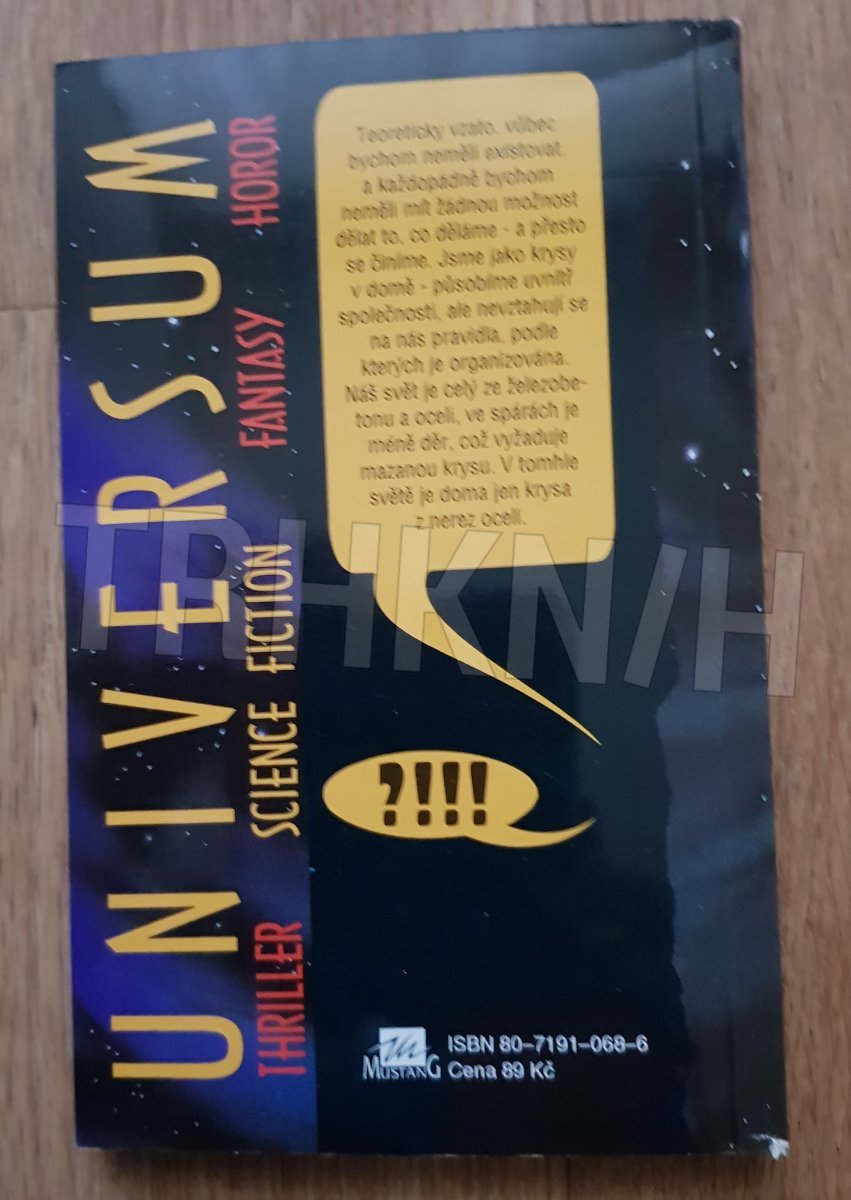 UNIVERSUM
THRILLER SCIENCE FICTION FANTASY HOROR
Teoreticky vzato, vůbec
bychom neměli existovat,
a každopádně bychom
neměli mít žádnou možnost
dělat to, co děláme - a přesto
se činíme. Jsme jako krysy
v domě - působíme uvnitř
společnosti, ale nevztahují se
na nás pravidla, podle
kterých je organizována.
Náš svět je celý ze železobe-
tonu a oceli, ve spárách je
méně děr, což vyžaduje
mazanou krysu. V tomhle
světě je doma jen krysa
z nerez oceli.
?!!!
MUSTANG
ISBN 80-7191-068-6
Cena 89 Kč
TRHKN/H